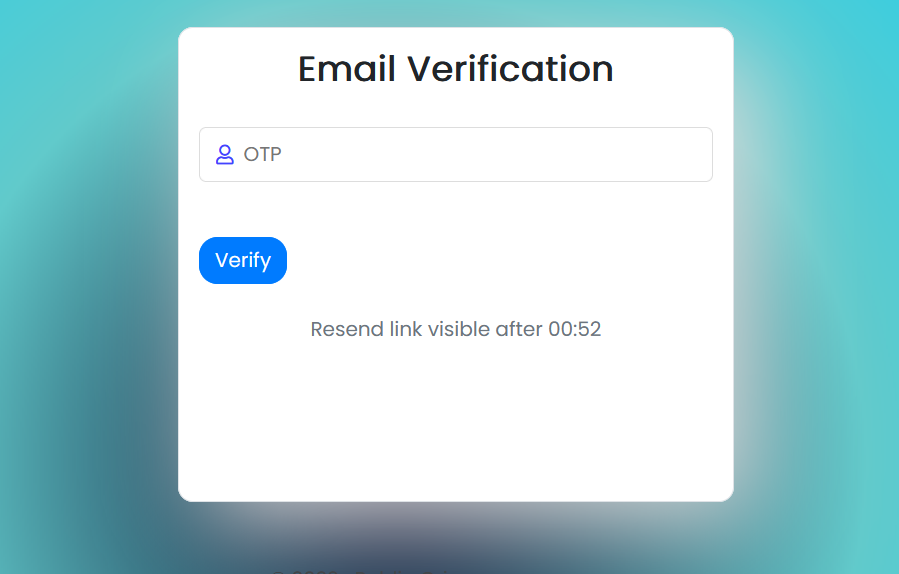 Email Verification
OTP
Verify
Resend link visible after 00:52